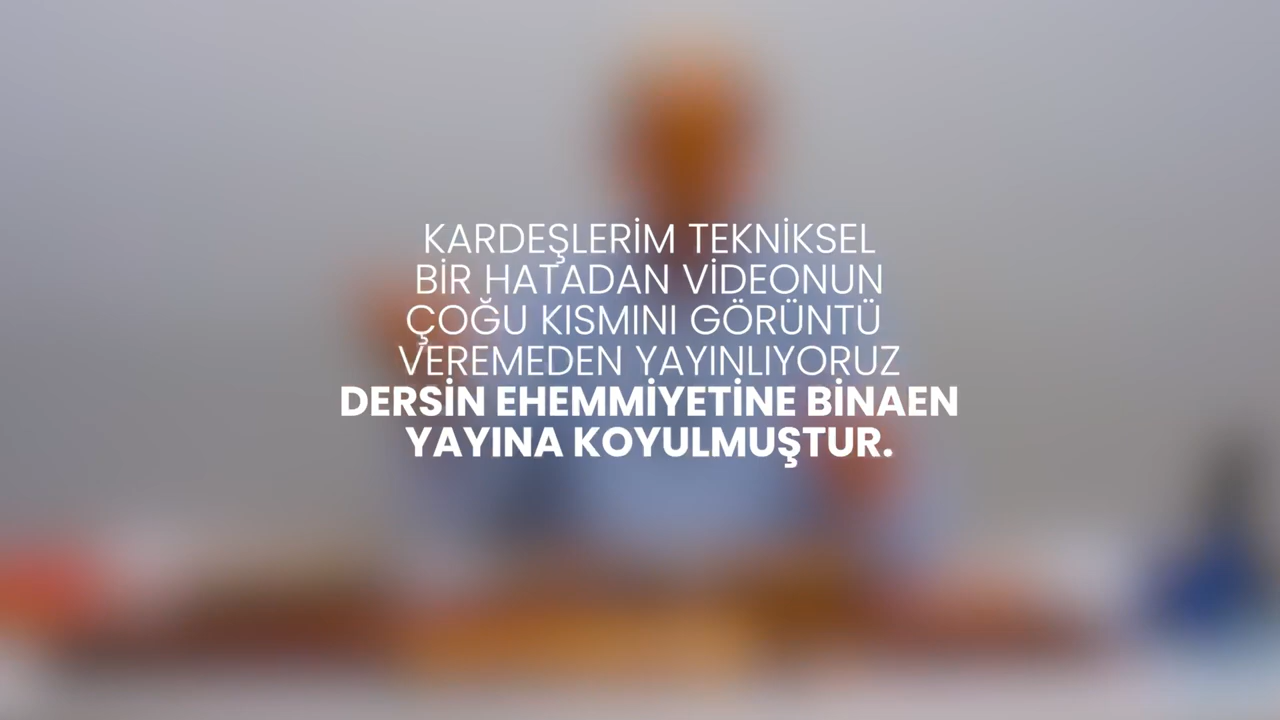 KARDEŞLERİM TEKNİKSEL
BİR HATADAN VİDEONUN
ÇOĞU KISMINI GÖRÜNTÜ
VEREMEDEN YAYINLIYORUZ
DERSİN EHEMMİYETİNE BİNAEN
YAYINA KOYULMUŞTUR.